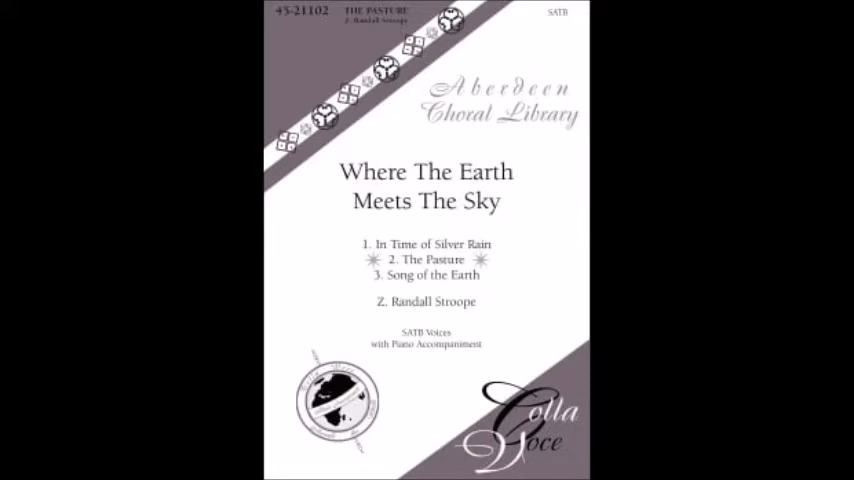 45-21102 THE PASTURE SATB
Z. Randall Stroope
Aberdeen
Choral Library
Where The Earth
Meets The Sky
1. In Time of Silver Rain
2. The Pasture
3. Song of the Earth
Z. Randall Stroope
SATB Voices
with Piano Accompaniment
Colla
Voce